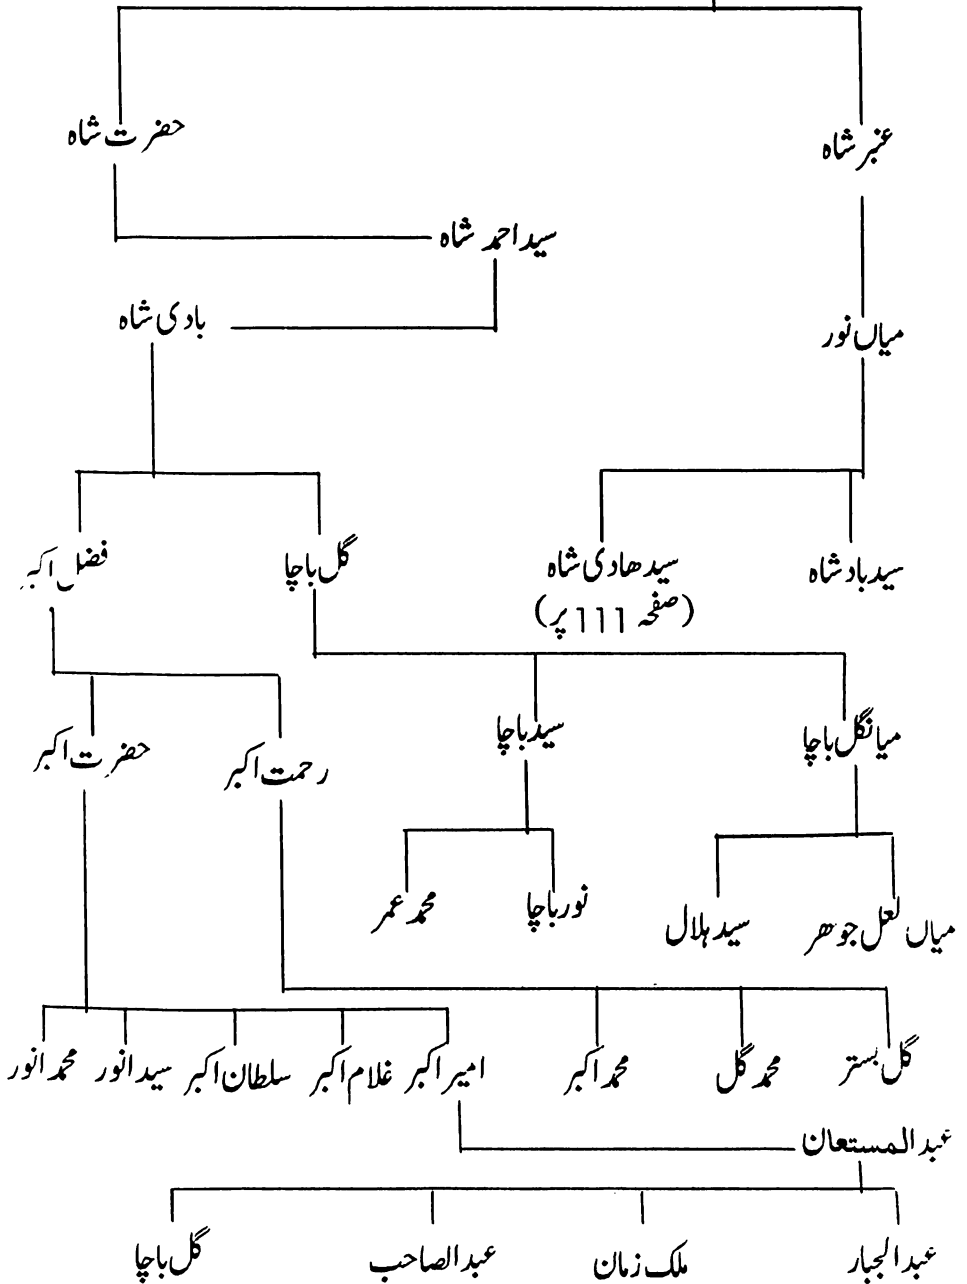 عنبر شاہ
حضرت شاہ
سید احمد شاہ
ہادی شاہ
میاں نور
سید باد شاہ
سید ھادی شاہ
(صفحہ 111 پر)
گل باچا
فضل اکبر
میانگل باچا
سید باچا
رحمت اکبر
حضرت اکبر
میاں لعل جوھر
سید ہلال
نور باچا
محمد عمر
گل بستر
محمد گل
محمد اکبر
امیر اکبر
غلام اکبر
سلطان اکبر
سید انور
محمد انور
عبد المستعان
عبد الجبار
ملک زمان
عبد الصاحب
گل باچا